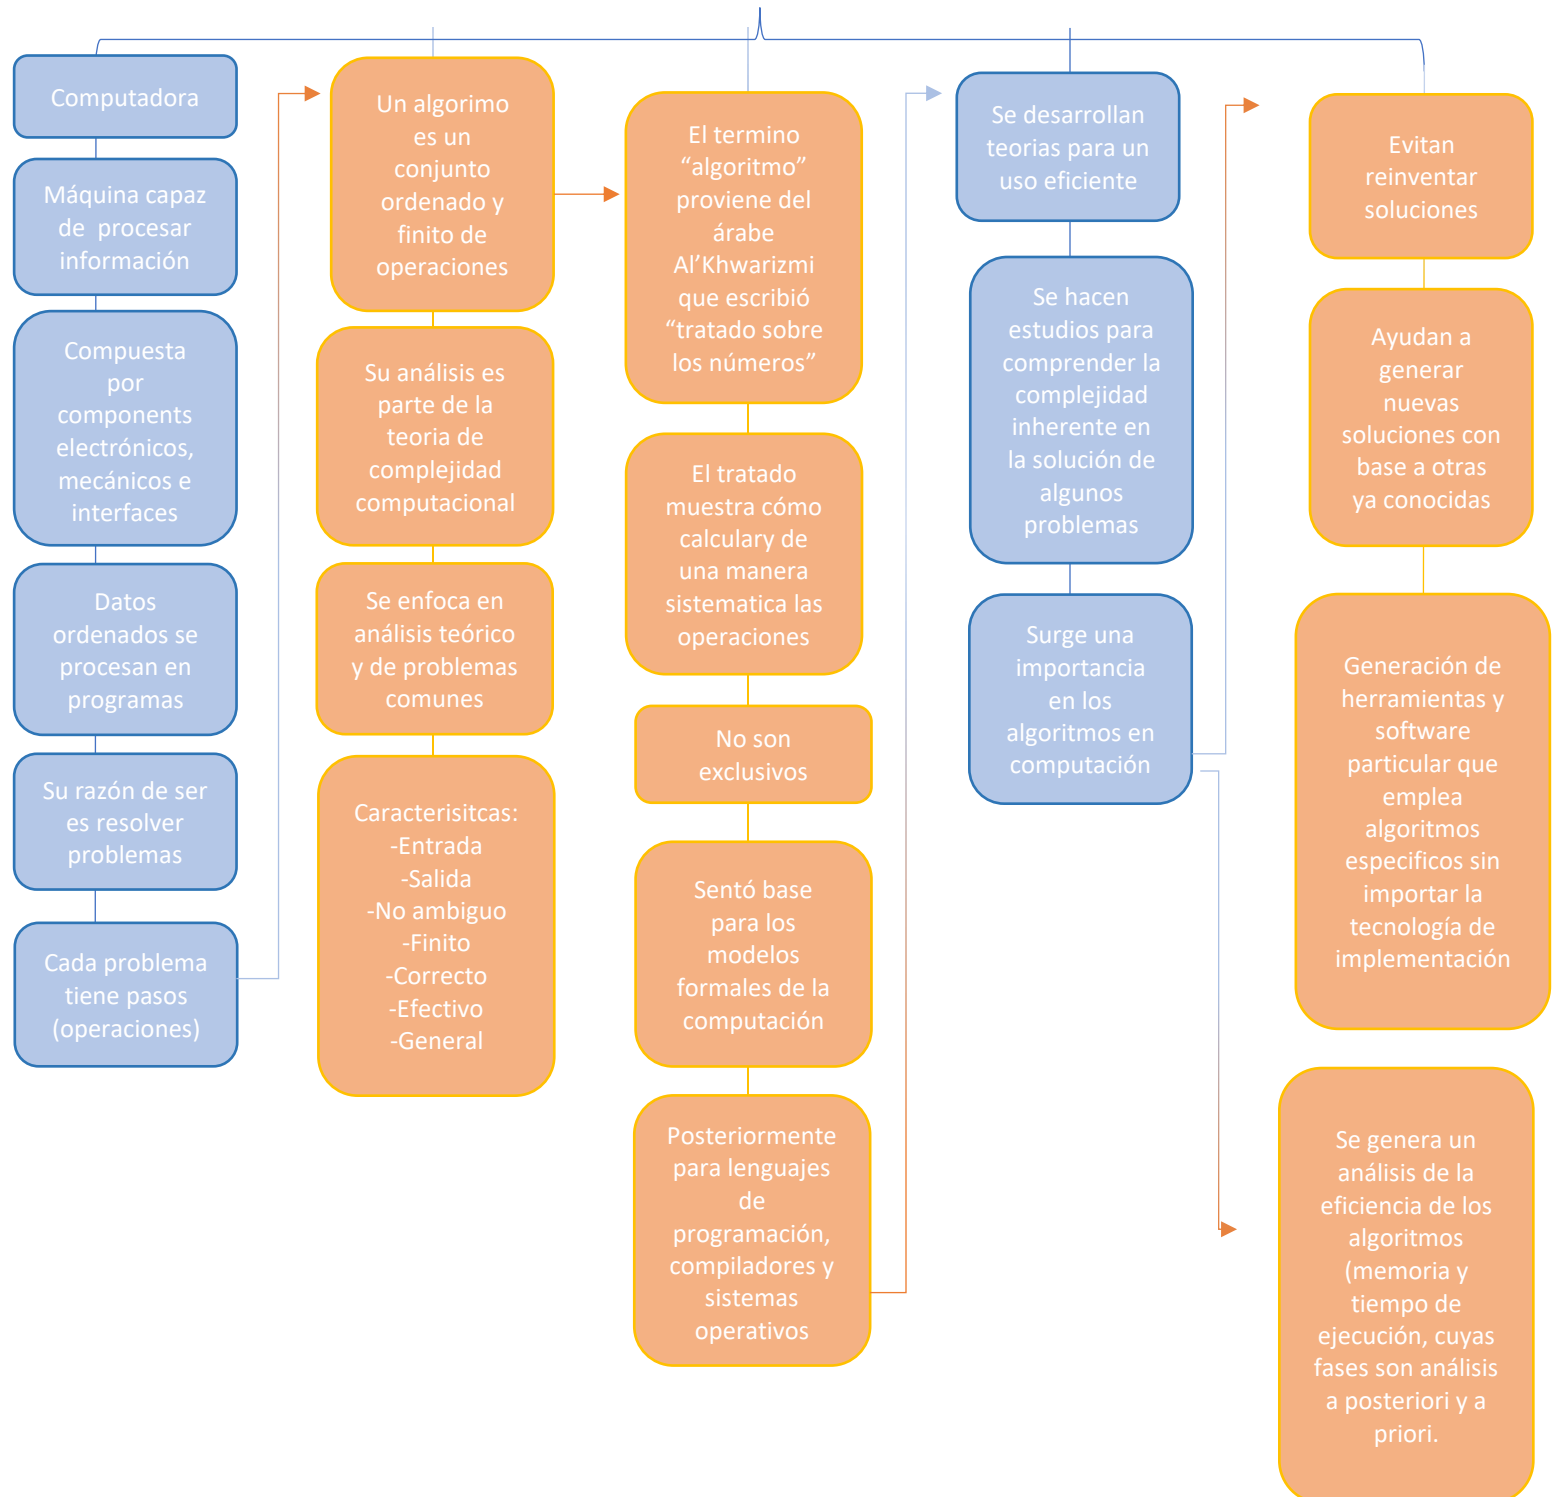 Computadora
Máquina capaz
de procesar
información
Compuesta
por
components
electrónicos,
mecánicos e
interfaces
Datos
ordenados se
procesan en
programas
Su razón de ser
es resolver
problemas
Cada problema
tiene pasos
(operaciones)
Un algorimo
es un
conjunto
ordenado y
finito de
operaciones
Su análisis es
parte de la
teoria de
complejidad
computacional
Se enfoca en
análisis teórico
y de problemas
comunes
Caracterisitcas:
-Entrada
-Salida
-No ambiguo
-Finito
-Correcto
-Efectivo
-General
El termino
“algoritmo”
proviene del
árabe
Al’Khwarizmi
que escribió
“tratado sobre
los números”
El tratado
muestra cómo
calculary de
una manera
sistematica las
operaciones
No son
exclusivos
Sentó base
para los
modelos
formales de la
computación
Posteriormente
para lenguajes
de
programación,
compiladores y
sistemas
operativos
Se desarrollan
teorias para un
uso eficiente
Se hacen
estudios para
comprender la
complejidad
inherente en
la solución de
algunos
problemas
Surge una
importancia
en los
algoritmos en
computación
Evitan
reinventar
soluciones
Ayudan a
generar
nuevas
soluciones con
base a otras
ya conocidas
Generación de
herramientas y
software
particular que
emplea
algoritmos
especificos sin
importar la
tecnología de
implementación
Se genera un
análisis de la
eficiencia de los
algoritmos
(memoria y
tiempo de
ejecución, cuyas
fases son análisis
a posteriori y a
priori.